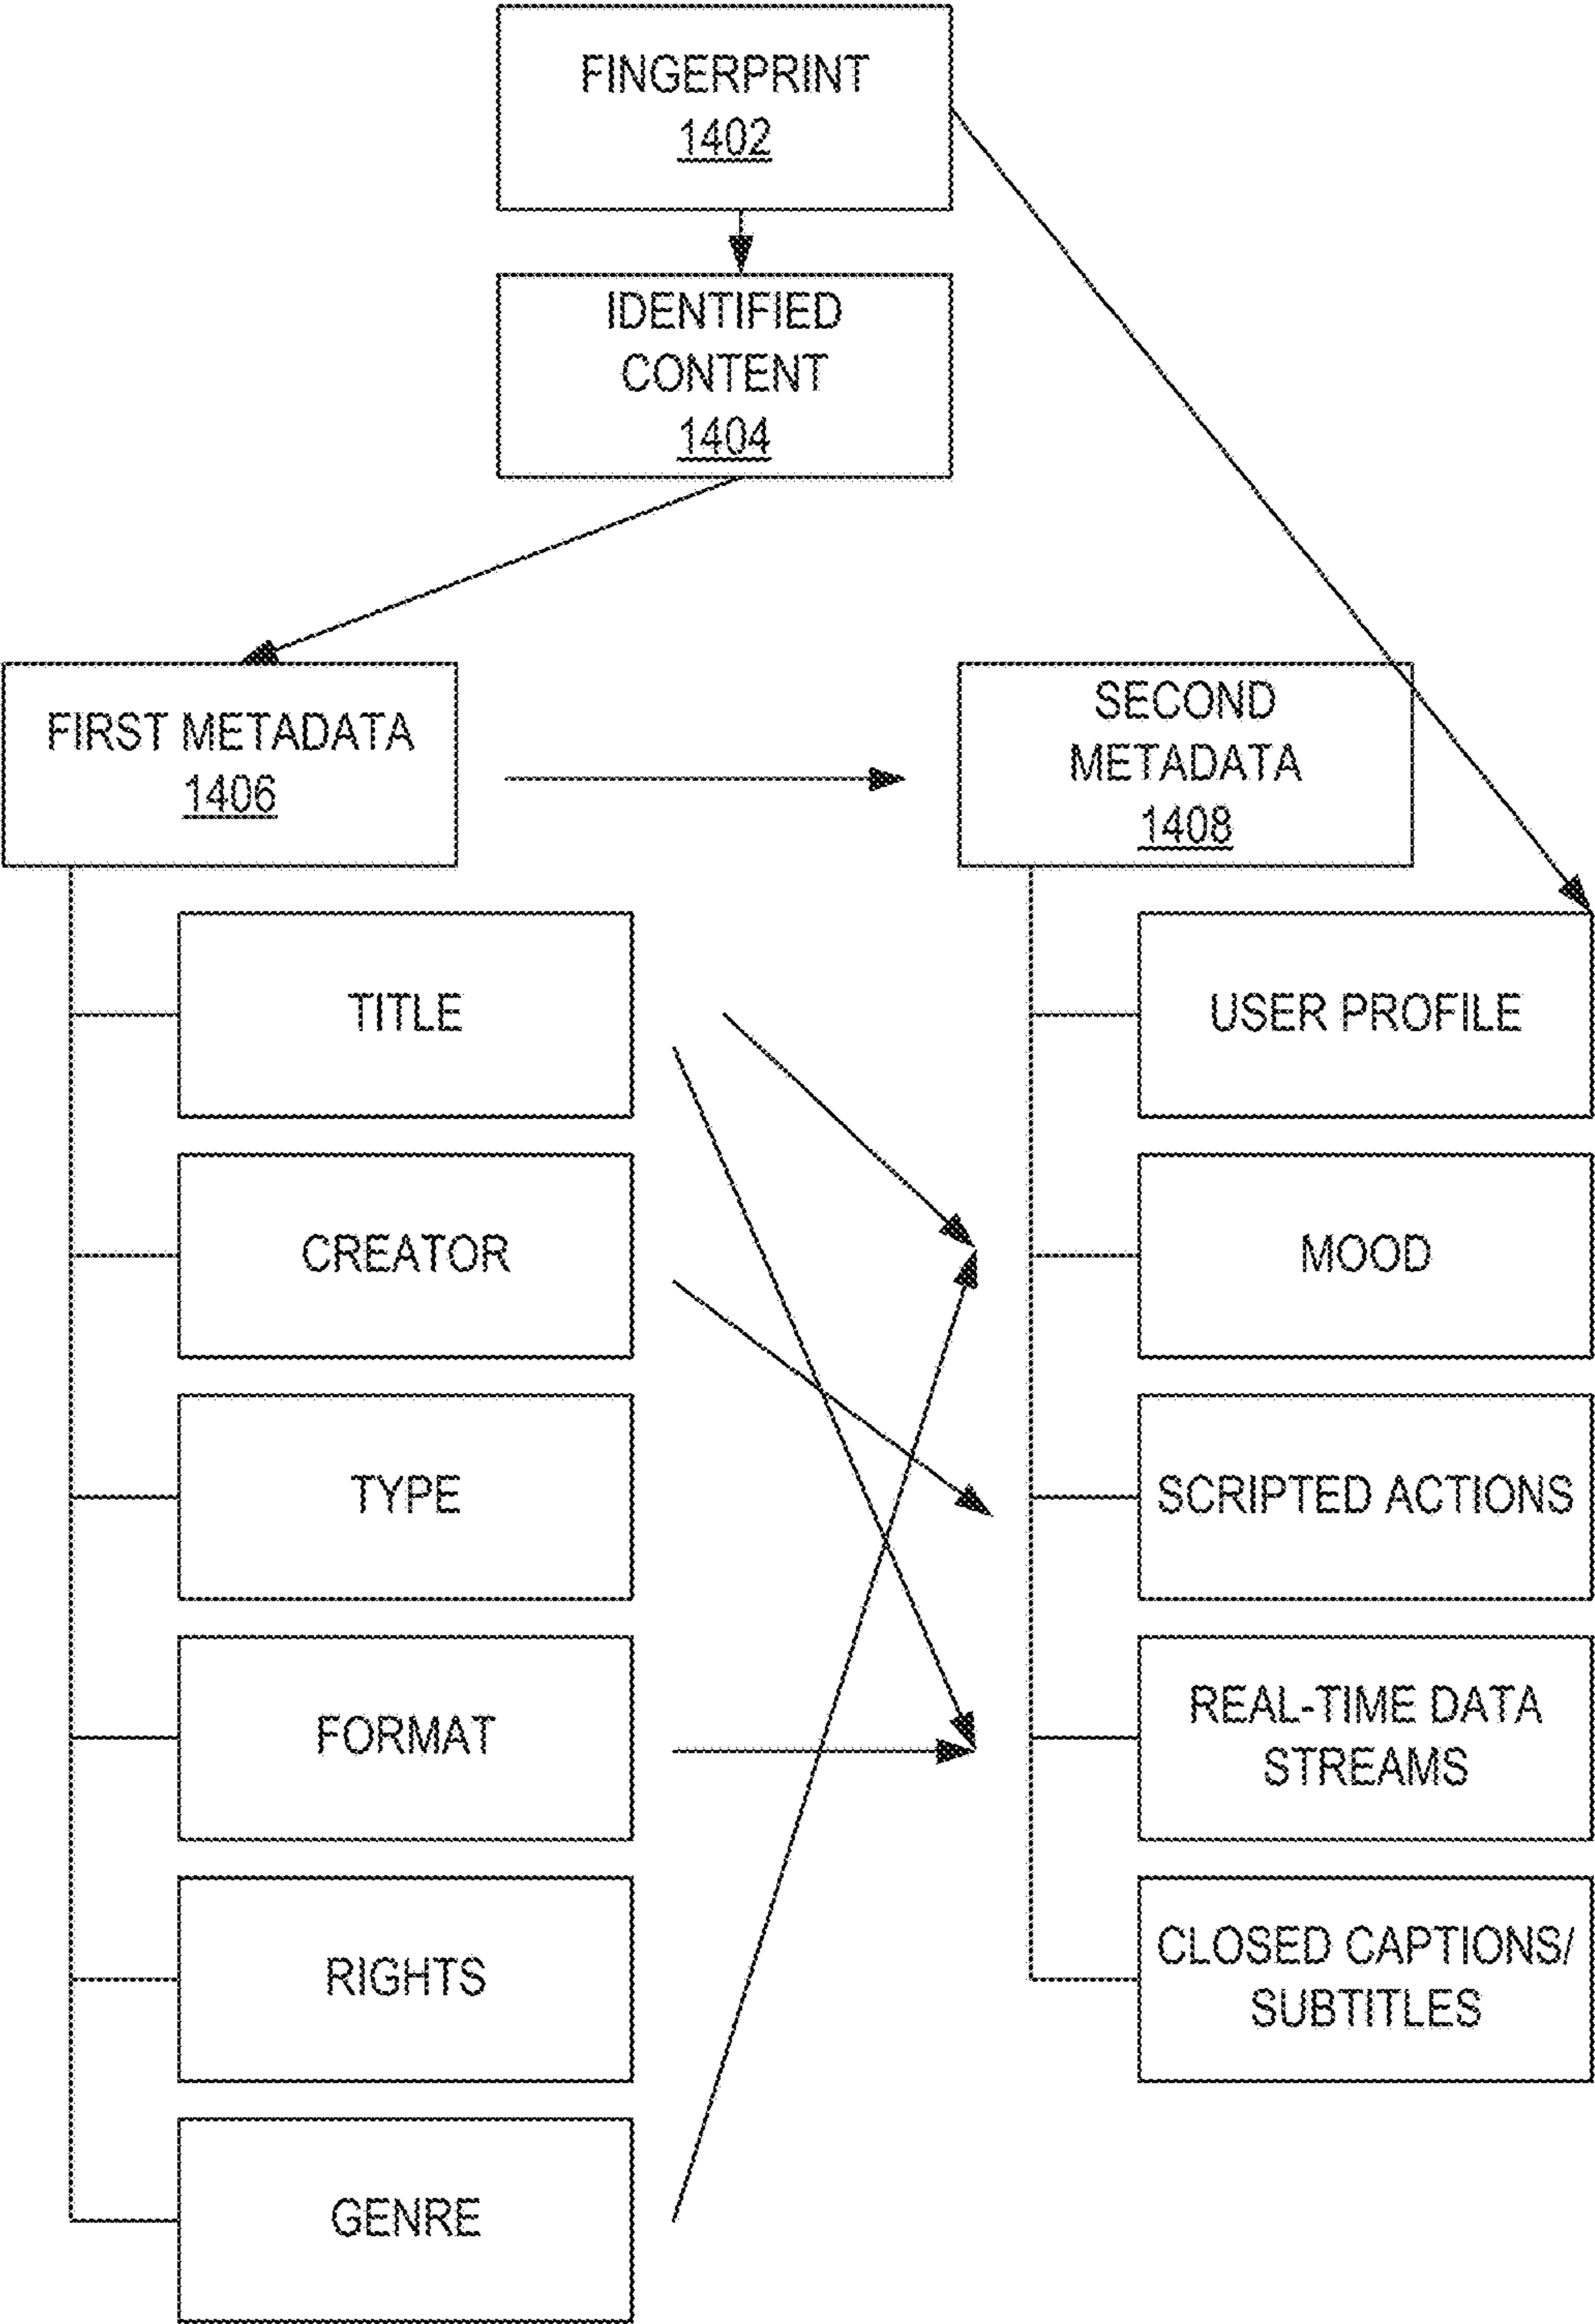 FINGERPRINT
1402
IDENTIFIED
CONTENT
1404
FIRST METADATA
1406
SECOND
METADATA
1408
TITLE
CREATOR
TYPE
FORMAT
RIGHTS
GENRE
USER PROFILE
MOOD
SCRIPTED ACTIONS
REAL-TIME DATA
STREAMS
CLOSED CAPTIONS/
SUBTITLES